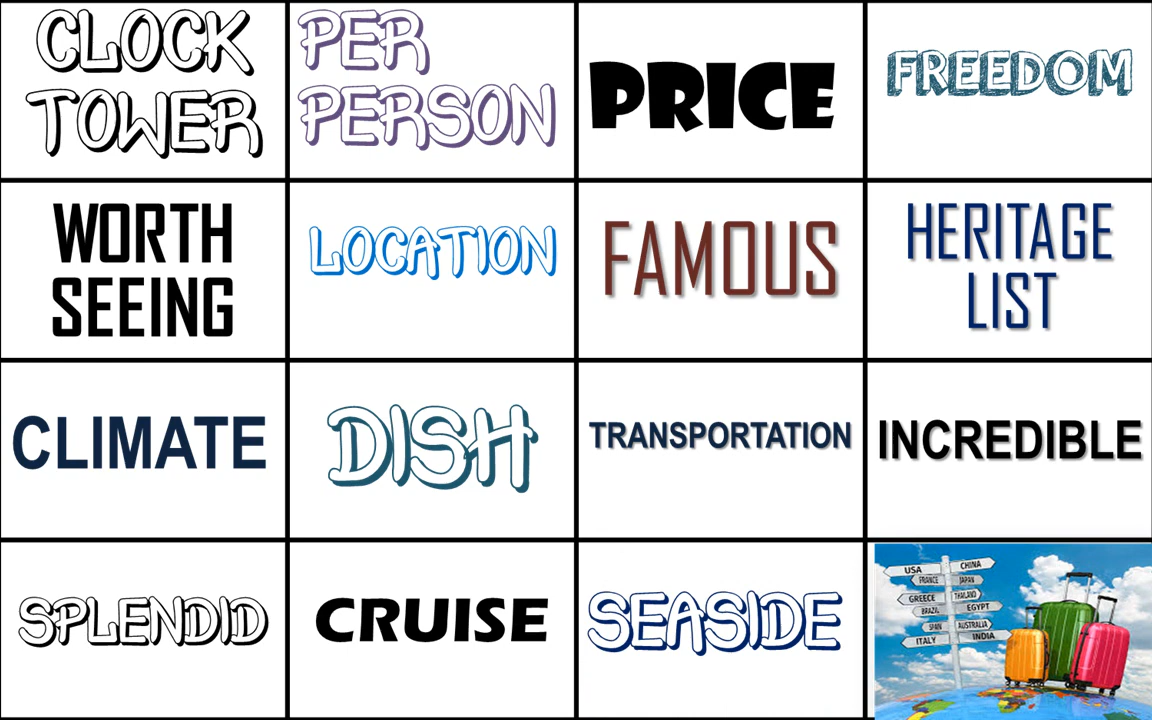 CLOCK
TOWER
PER
PERSON
PRICE
FREEDOM
WORTH
SEEING
LOCATION
FAMOUS
HERITAGE
LIST
CLIMATE
DISH
TRANSPORTATION
INCREDIBLE
SPLENDID
CRUISE
SEASIDE
USA
CHINA
FRANCE
JAPAN
GREECE
THAILAND
BRAZIL
EGYPT
SPAIN
AUSTRALIA
ITALY
INDIA